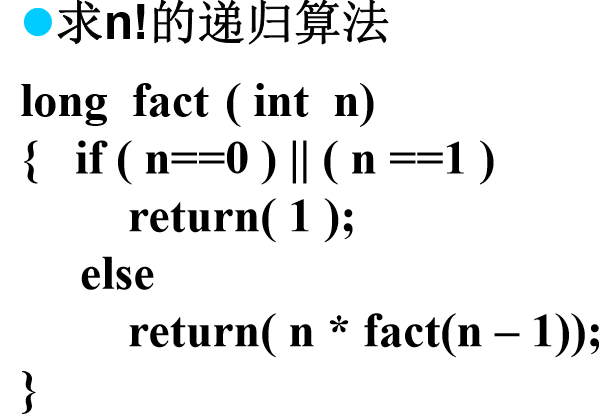 求n!的递归算法
long fact ( int n)
{ if ( n==0 ) || ( n ==1 )
return( 1 );
else
return( n * fact(n – 1));
}